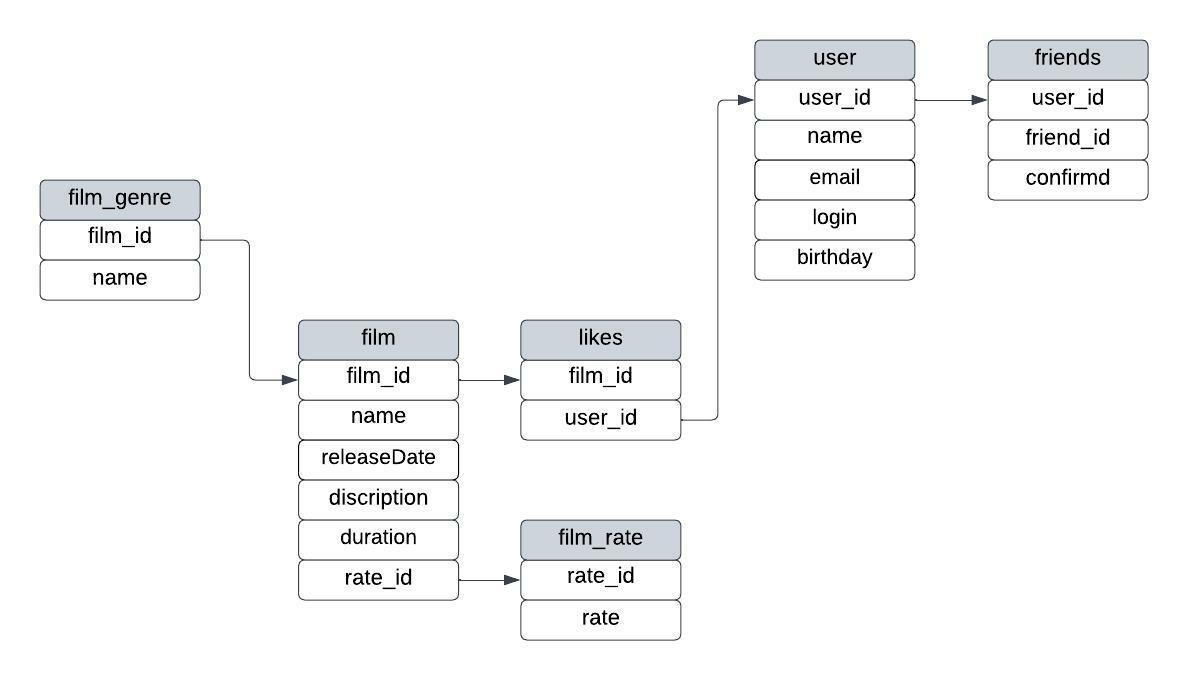 user
user_id
name
email
login
birthday
friends
user_id
friend_id
confirmd
film_genre
film_id
name
film
film_id
name
releaseDate
discription
duration
rate_id
likes
film_id
user_id
film_rate
rate_id
rate